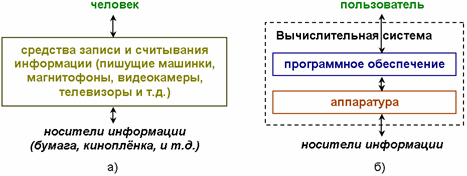 человек
средства записи и считывания
информации (пишущие машинки,
магнитофоны, видеокамеры,
телевизоры и т.д.)
носители информации
(бумага, киноплёнка, и т.д.)
а)
пользователь
Вычислительная система
программное обеспечение
аппаратура
носители информации
б)